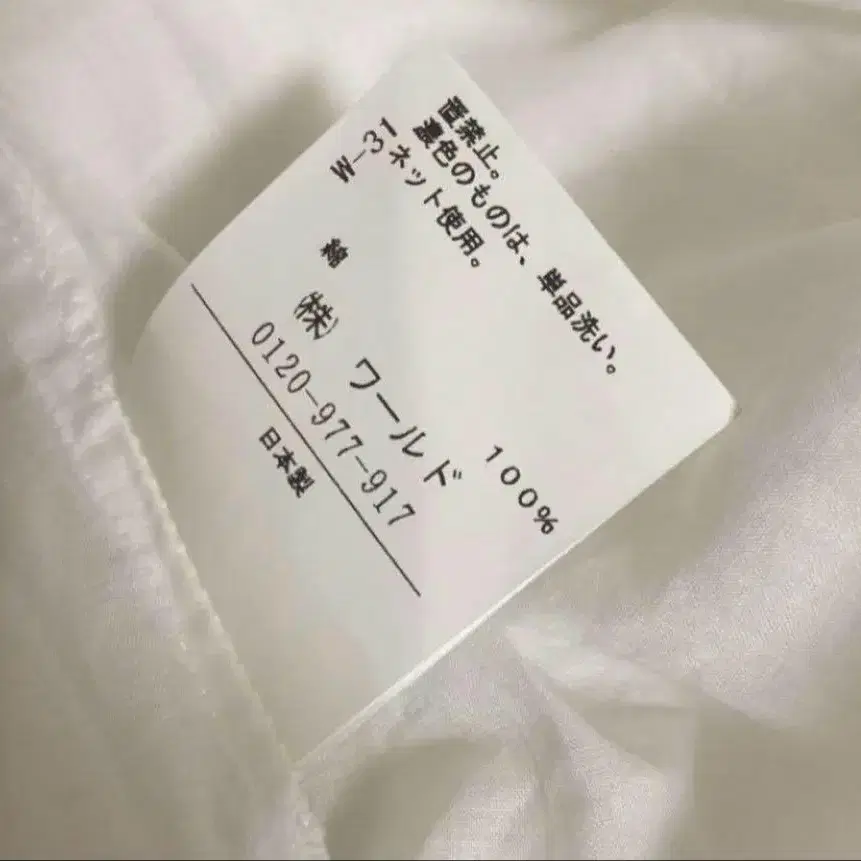 置禁止。
濃色のものは、単品洗い。
ネット使用。
W-31
綿 100%
㈱ ワールド
0120-977-917
日本製